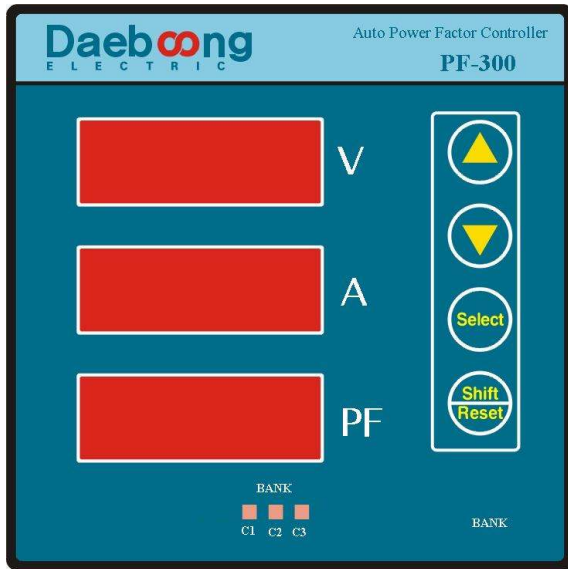 Daeboong
ELECTRIC
Auto Power Factor Controller
PF-300
V
A
PF
Select
Shift
Reset
BANK
C1 C2 C3
BANK